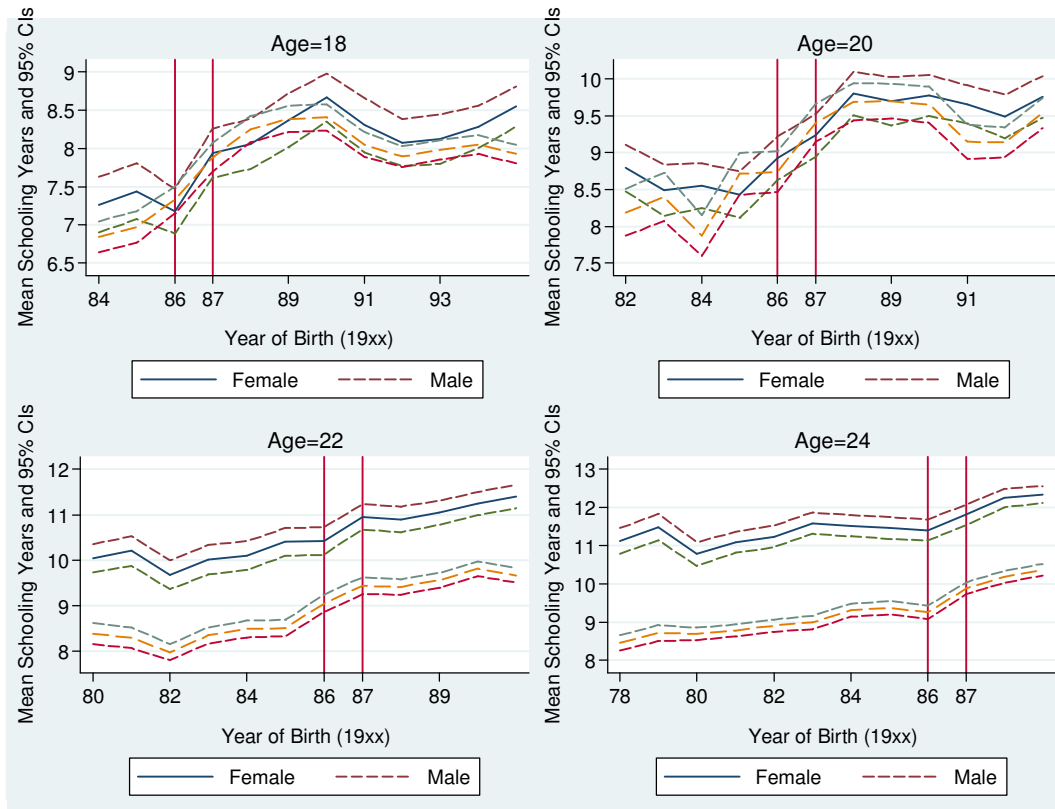 Age=18
Mean Schooling Years and 95% CIs
9
8.5
8
7.5
7
6.5
84 86 87 89 91 93
Year of Birth (19xx)
Female Male
Age=20
Mean Schooling Years and 95% CIs
10
9.5
9
8.5
8
7.5
82 84 86 87 89 91
Year of Birth (19xx)
Female Male
Age=22
Mean Schooling Years and 95% CIs
12
11
10
9
8
80 82 84 86 87 89
Year of Birth (19xx)
Female Male
Age=24
Mean Schooling Years and 95% CIs
13
12
11
10
9
8
78 80 82 84 86 87
Year of Birth (19xx)
Female Male